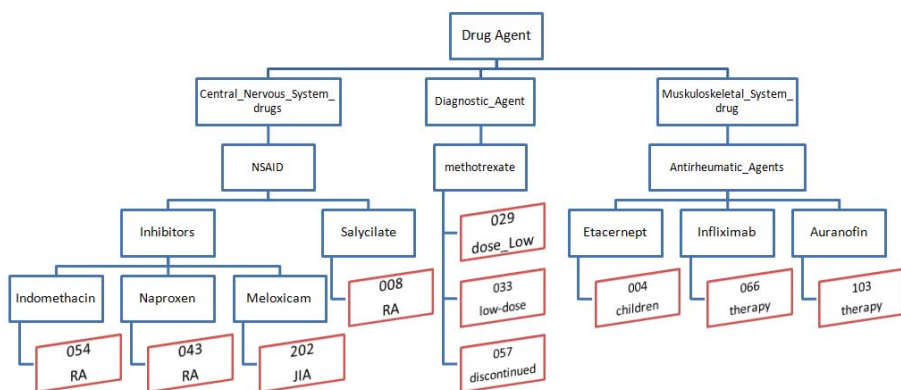 Drug Agent
Central_Nervous_System_
drugs
Diagnostic_Agent
Muskuloskeletal_System_
drug
NSAID
methotrexate
Antirheumatic_Agents
Inhibitors
Salycilate
029
dose_Low
Etacernept
Infliximab
Auranofin
Indomethacin
Naproxen
Meloxicam
008
RA
033
low-dose
004
children
066
therapy
103
therapy
054
RA
043
RA
202
JIA
057
discontinued